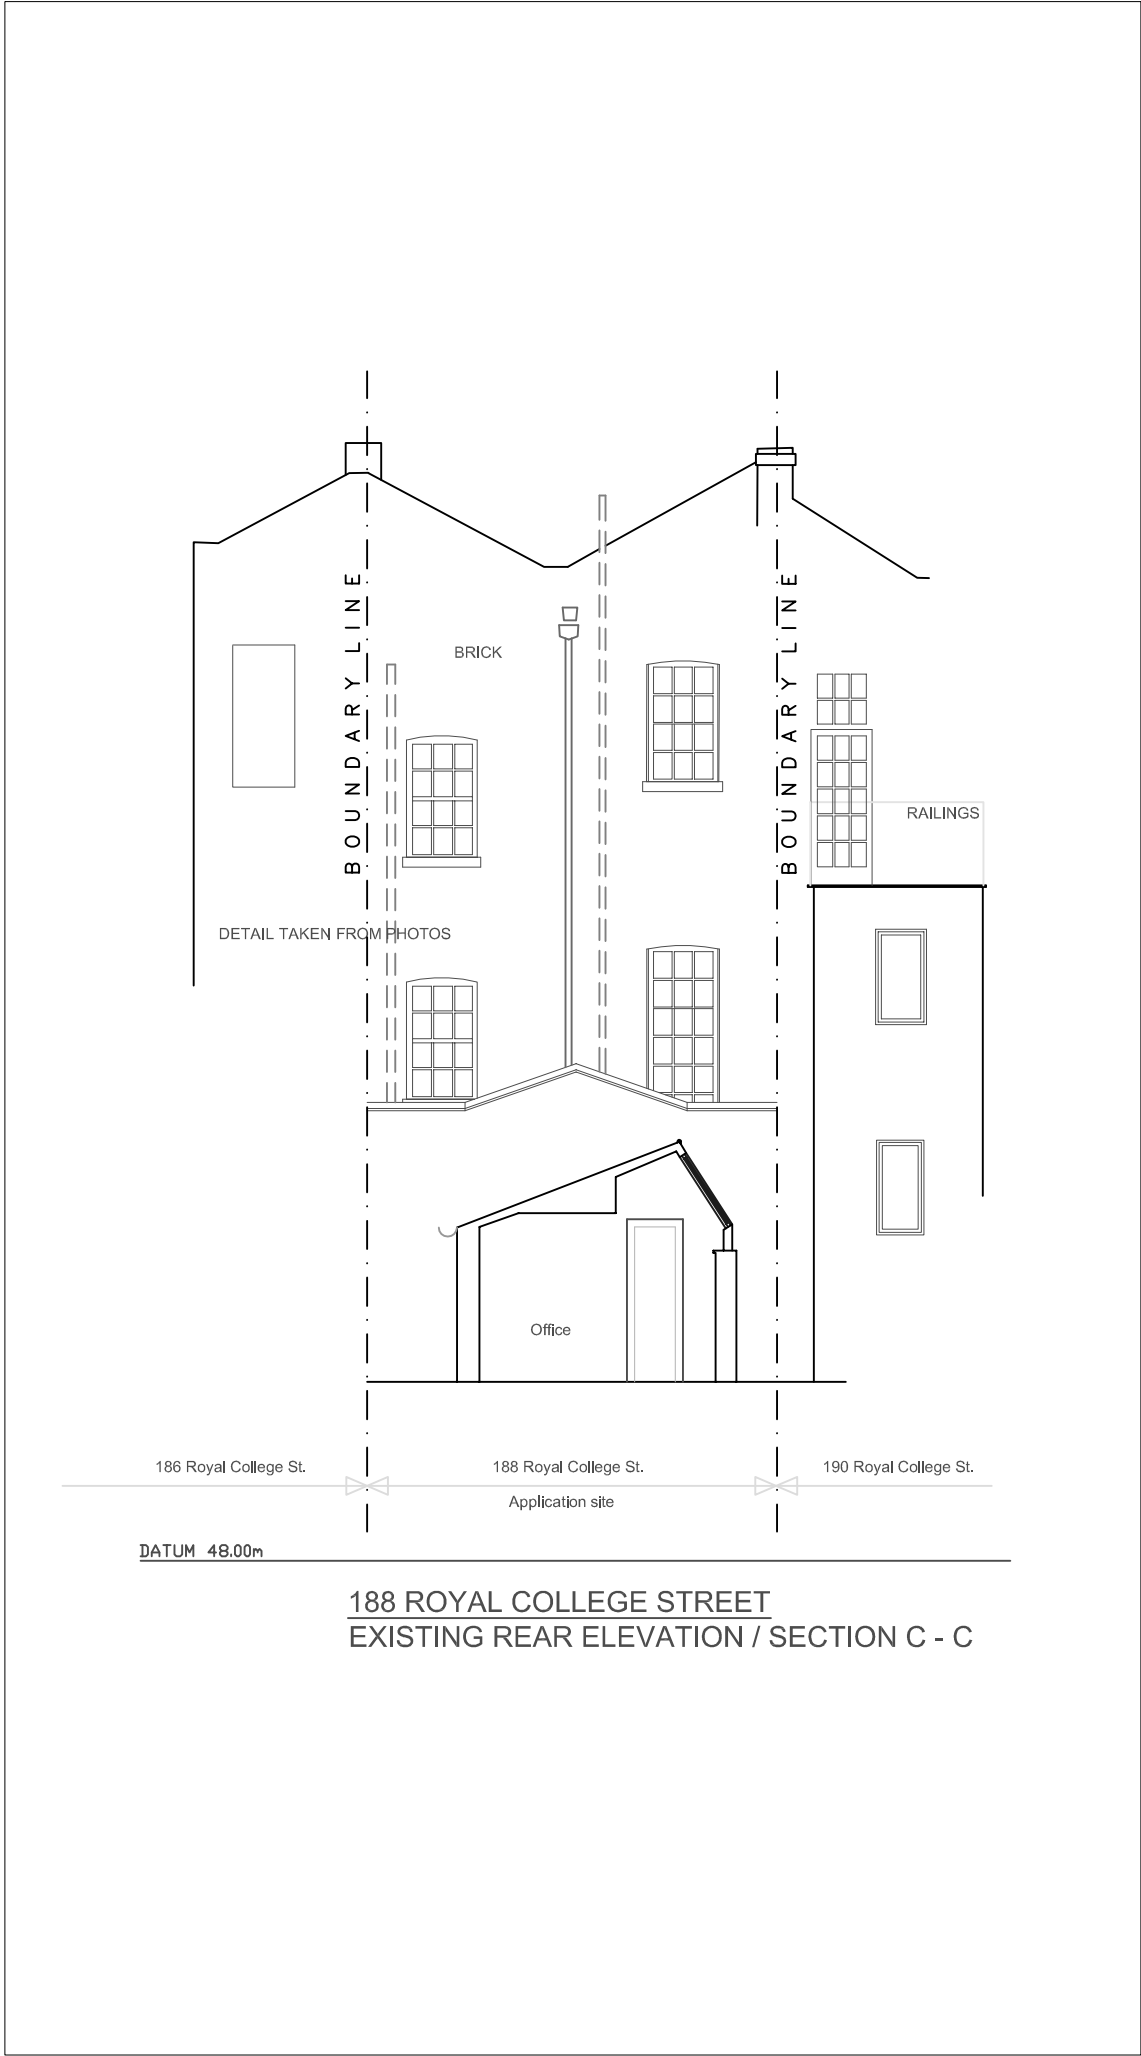 BOUNDARY LINE
BOUNDARY LINE
BRICK
RAILINGS
DETAIL TAKEN FROM PHOTOS
Office
186 Royal College St.
188 Royal College St.
190 Royal College St.
Application site
DATUM 48.00m
188 ROYAL COLLEGE STREET
EXISTING REAR ELEVATION / SECTION C - C